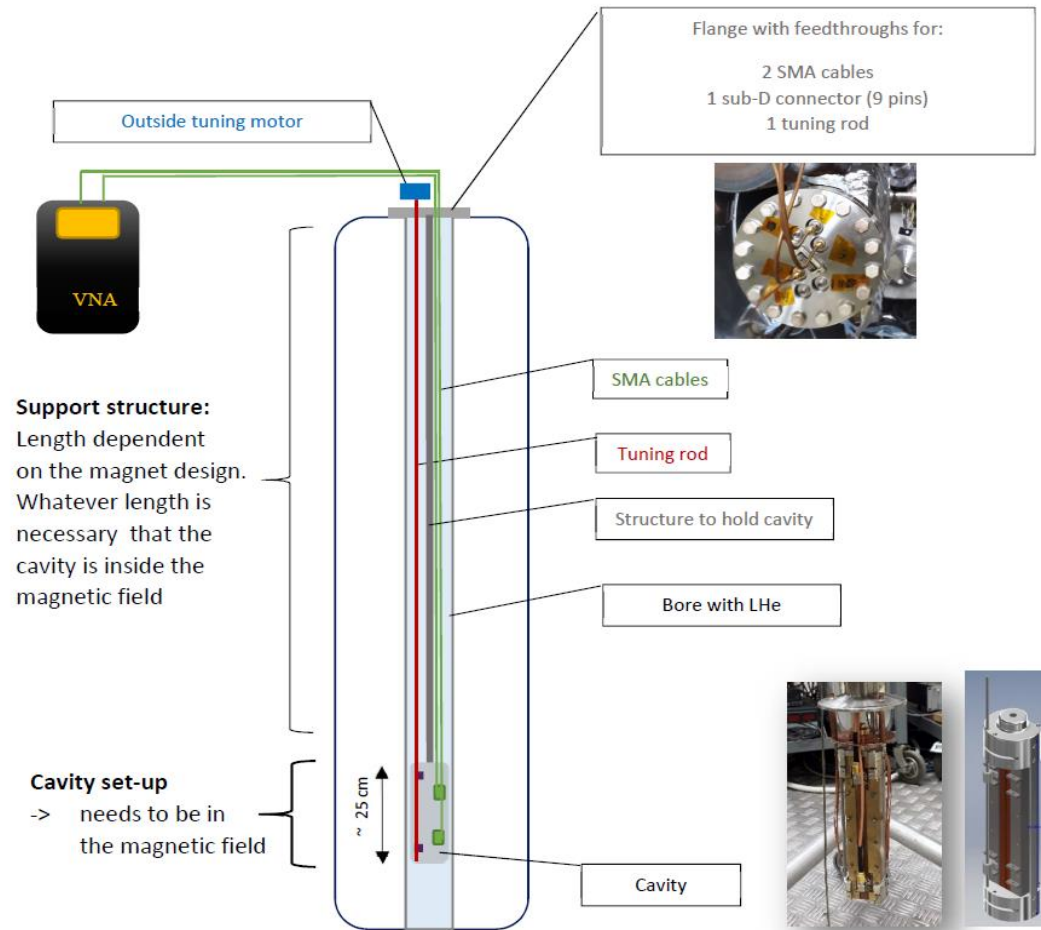 Flange with feedthroughs for:
2 SMA cables
1 sub-D connector (9 pins)
1 tuning rod
Outside tuning motor
VNA
SMA cables
Support structure:
Length dependent
on the magnet design.
Whatever length is
necessary that the
cavity is inside the
magnetic field
Tuning rod
Structure to hold cavity
Bore with LHe
Cavity set-up
-> needs to be in
the magnetic field
~ 25 cm
Cavity